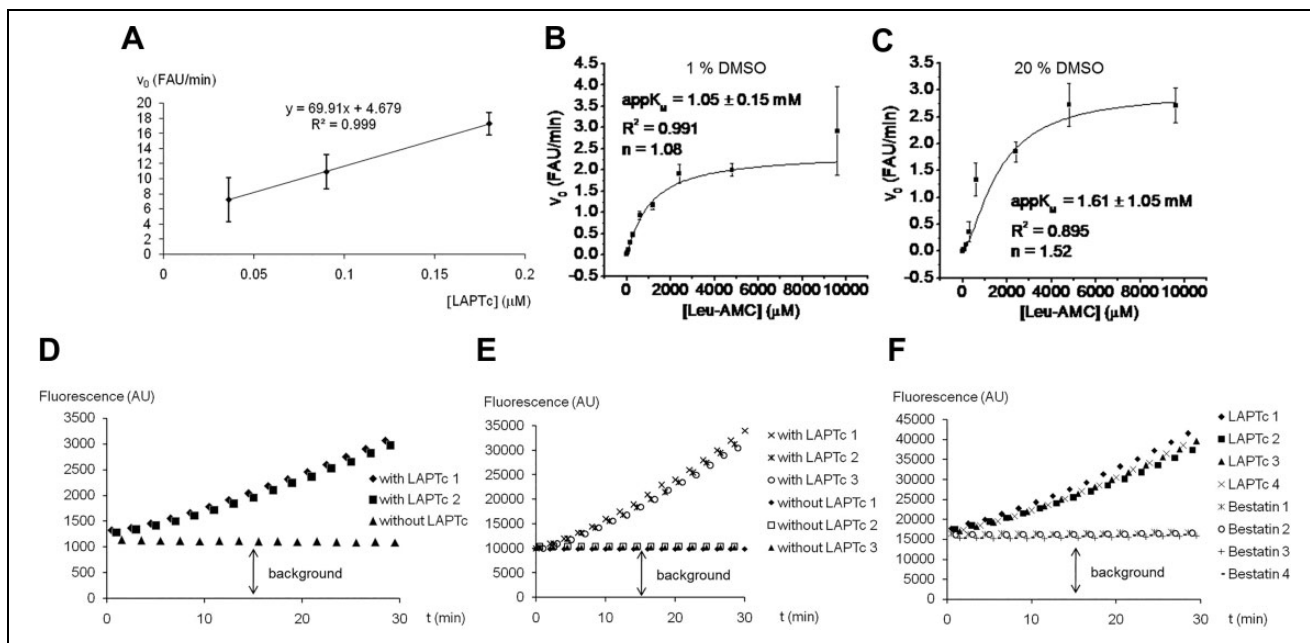 A
v₀ (FAU/min)
y = 69.91x + 4.679
R² = 0.999
20
18
16
14
12
10
8
6
4
2
0
0
0.05
0.1
0.15
0.2
[LAPTc] (µM)
B
1 % DMSO
v₀ (FAU/min)
4.5
4.0
3.5
3.0
2.5
2.0
1.5
1.0
0.5
0.0
-0.5
appK_M = 1.05 ± 0.15 mM
R² = 0.991
n = 1.08
0 2000 4000 6000 8000 10000
[Leu-AMC] (µM)
C
20 % DMSO
v₀ (FAU/min)
3.5
3.0
2.5
2.0
1.5
1.0
0.5
0.0
-0.5
appK_M = 1.61 ± 1.05 mM
R² = 0.895
n = 1.52
0 2000 4000 6000 8000 10000
[Leu-AMC] (µM)
D
Fluorescence (AU)
3500
3000
2500
2000
1500
1000
500
0
with LAPTc 1
with LAPTc 2
without LAPTc
background
0 10 20 30
t (min)
E
Fluorescence (AU)
35000
30000
25000
20000
15000
10000
5000
0
with LAPTc 1
with LAPTc 2
with LAPTc 3
without LAPTc 1
without LAPTc 2
without LAPTc 3
background
0 10 20 30
t (min)
F
Fluorescence (AU)
45000
40000
35000
30000
25000
20000
15000
10000
5000
0
LAPTc 1
LAPTc 2
LAPTc 3
LAPTc 4
Bestatin 1
Bestatin 2
Bestatin 3
Bestatin 4
background
0 10 20 30
t (min)